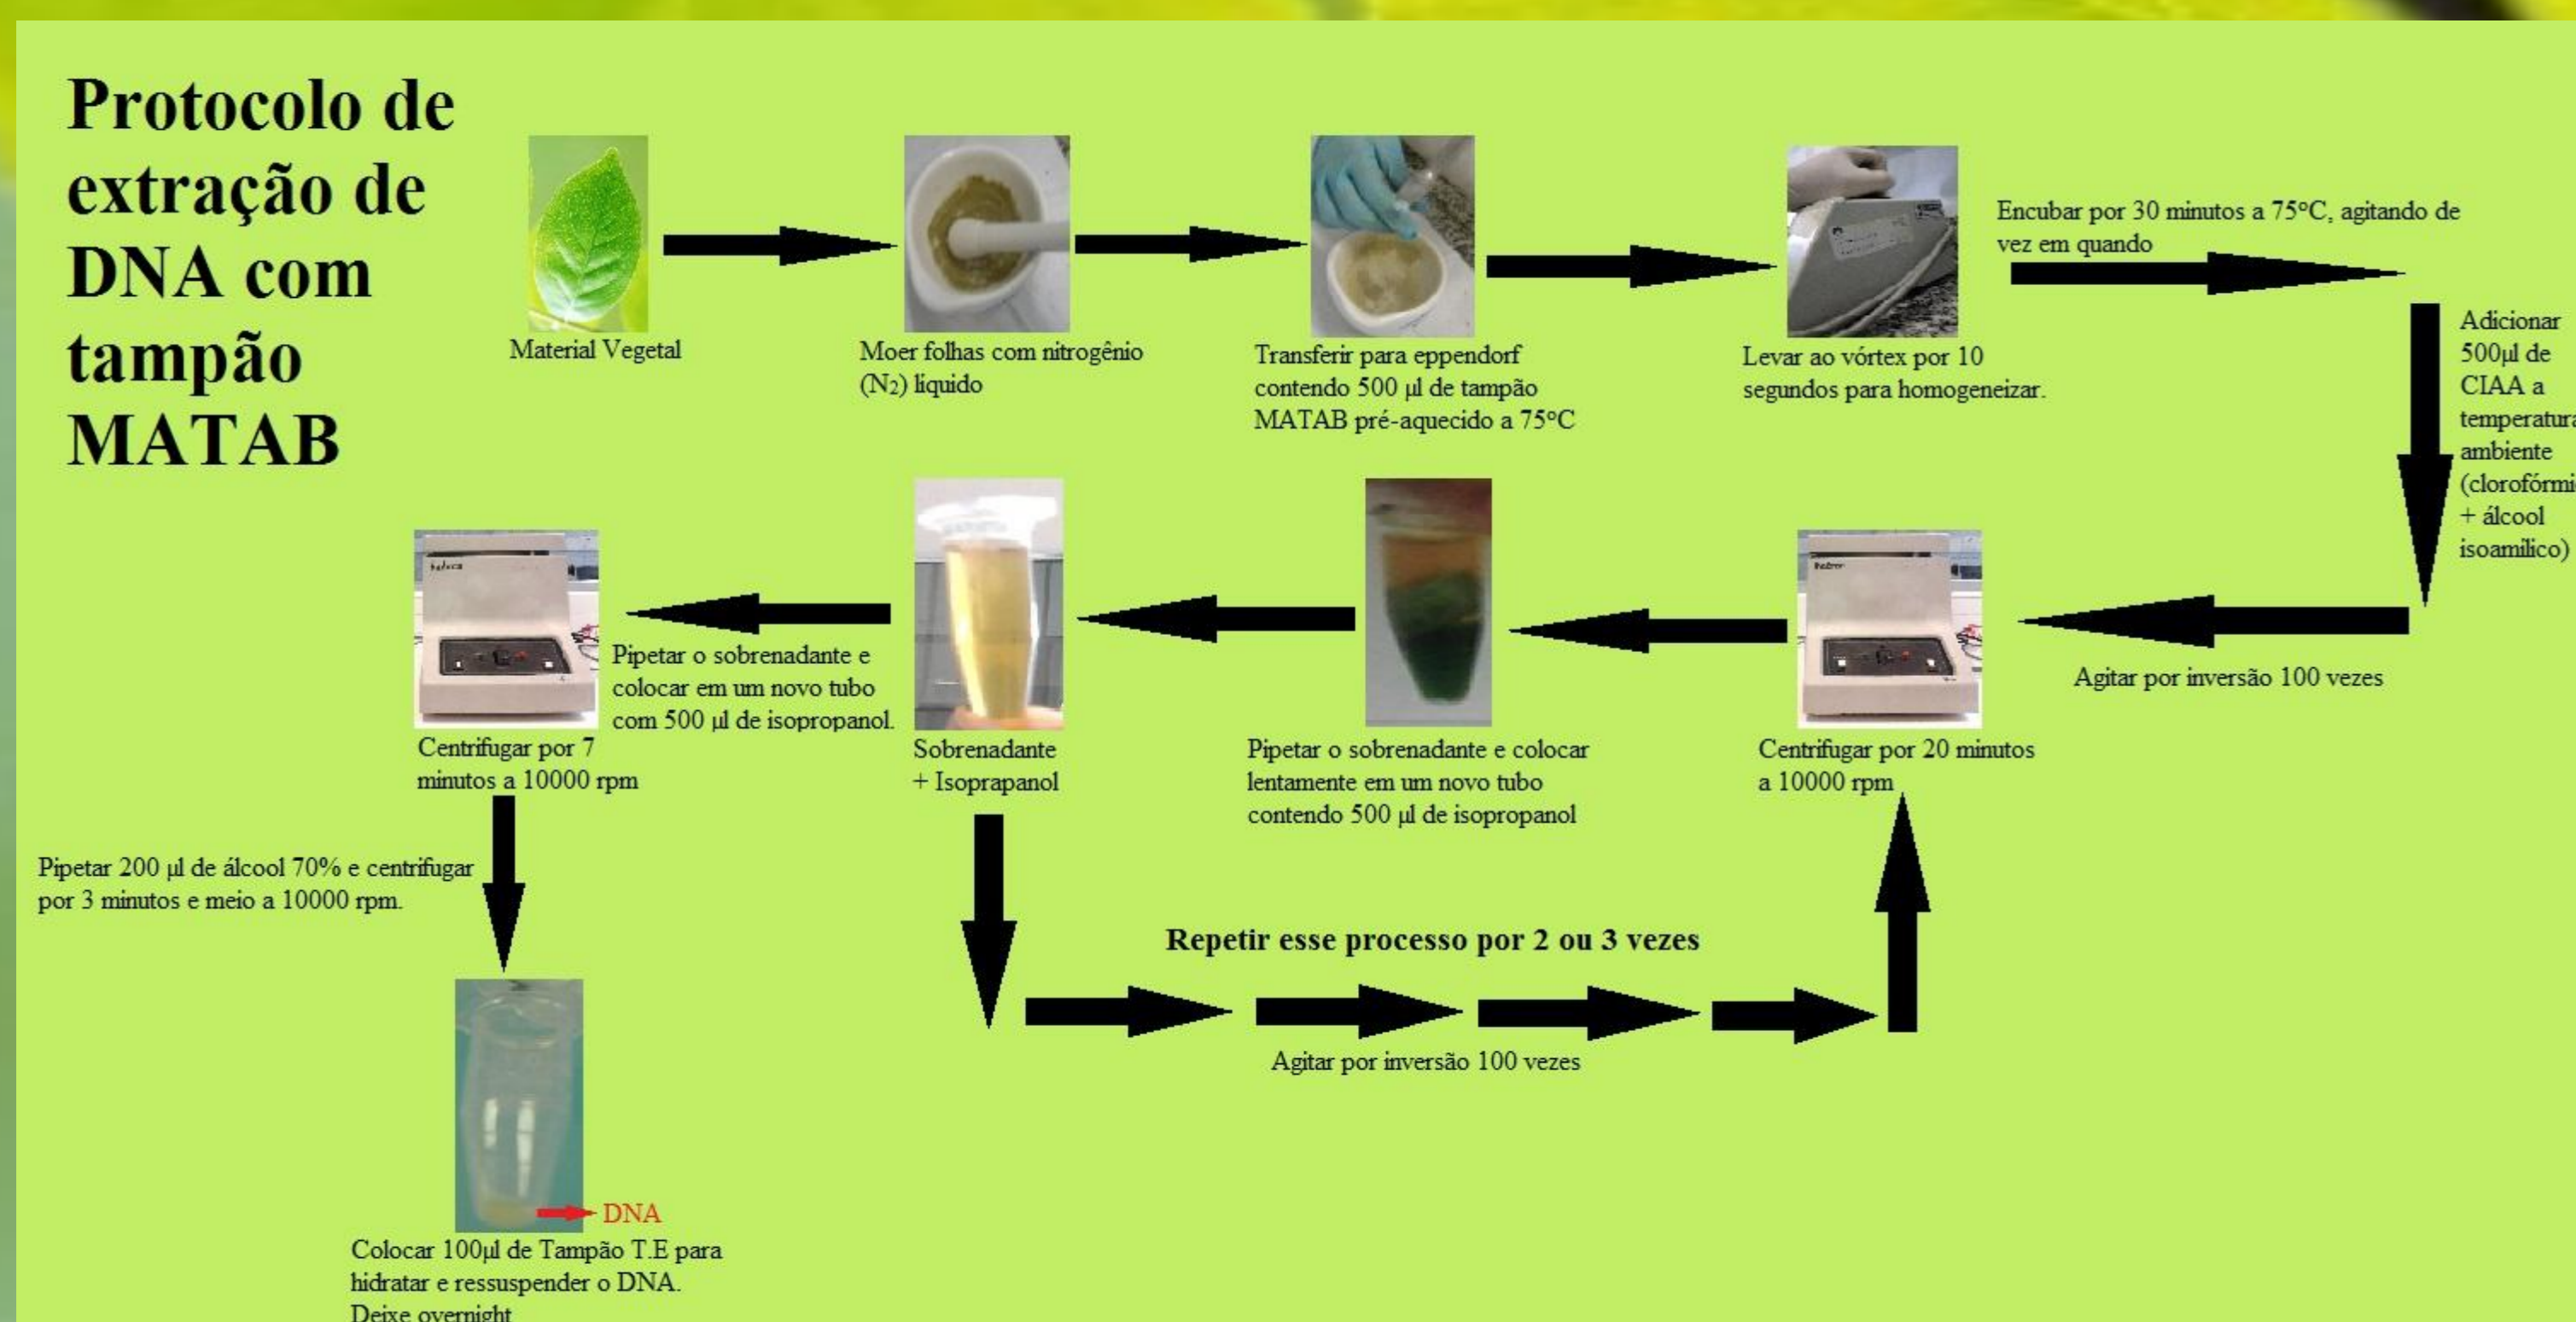 Protocolo de
extração de
DNA com
tampão
MATAB
Material Vegetal
Moer folhas com nitrogênio
(N2) líquido
Transferir para eppendorf
contendo 500 µl de tampão
MATAB pré-aquecido a 75°C
Levar ao vórtex por 10
segundos para homogeneizar.
Encubar por 30 minutos a 75°C, agitando de
vez em quando
Adicionar
500µl de
CIAA a
temperatura
ambiente
+ álcool
isoamílico)
Agitar por inversão 100 vezes
Centrifugar por 20 minutos
a 10000 rpm
Pipetar o sobrenadante e colocar
lentamente em um novo tubo
contendo 500 µl de isopropanol
Sobrenadante
+ Isoprapanol
Repetir esse processo por 2 ou 3 vezes
Agitar por inversão 100 vezes
Pipetar o sobrenadante e
colocar em um novo tubo
com 500 µl de isopropanol.
Centrifugar por 7
minutos a 10000 rpm
Pipetar 200 µl de álcool 70% e centrifugar
por 3 minutos e meio a 10000 rpm.
DNA
Colocar 100µl de Tampão T.E para
hidratar e ressuspender o DNA.
Deixe overnight